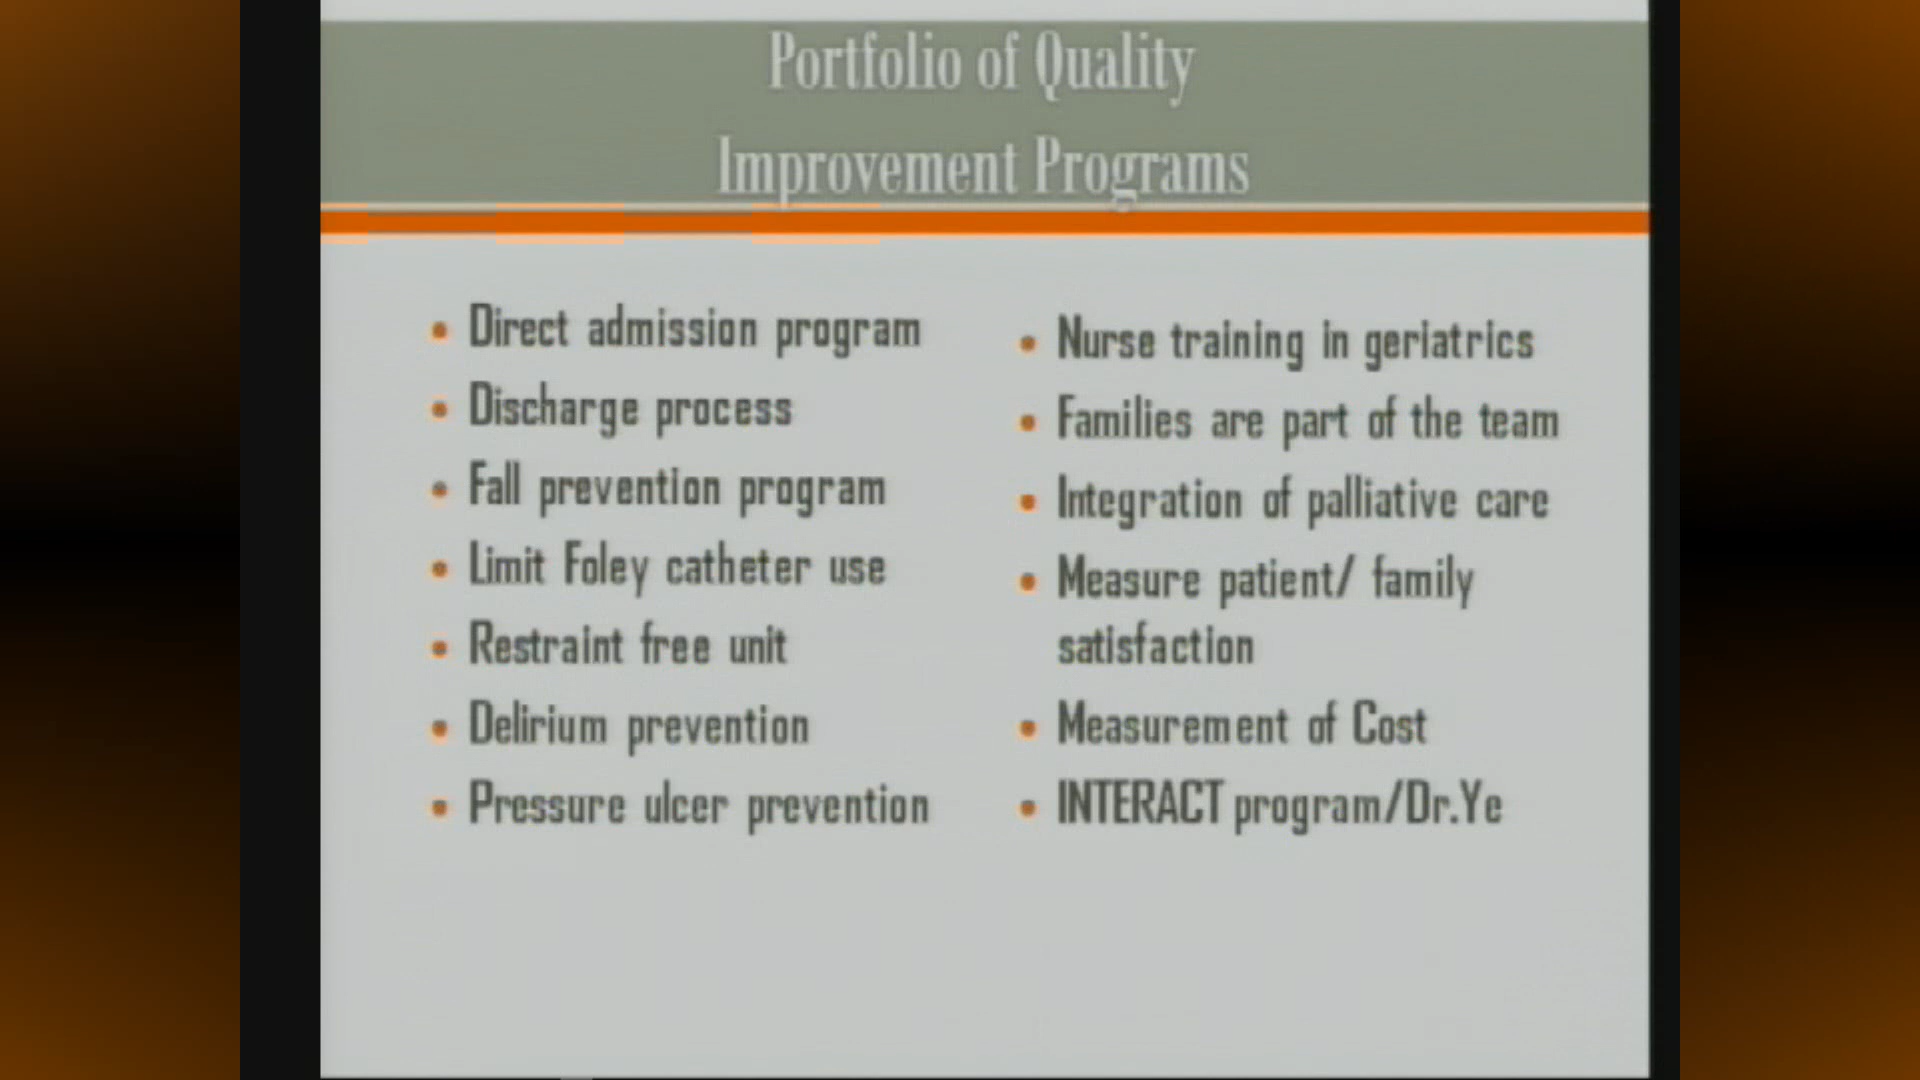 Portfolio of Quality
Improvement Programs
Direct admission program
Discharge process
Fall prevention program
Limit Foley catheter use
Restraint free unit
Delirium prevention
Pressure ulcer prevention
Nurse training in geriatrics
Families are part of the team
Integration of palliative care
Measure patient/ family
satisfaction
Measurement of Cost
INTERACT program/Dr.Ye